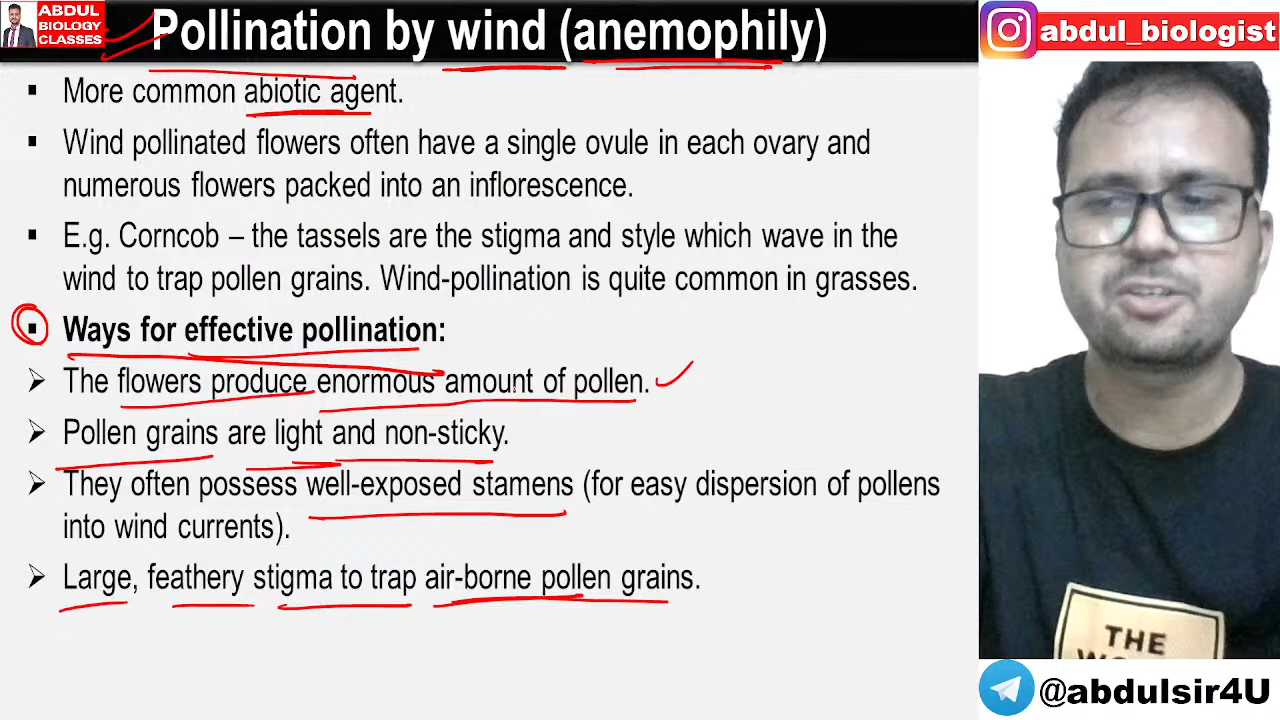 ABDUL
BIOLOGY
CLASSES
Pollination by wind (anemophily)
abdul_biologist
▪ More common abiotic agent.
▪ Wind pollinated flowers often have a single ovule in each ovary and
numerous flowers packed into an inflorescence.
▪ E.g. Corncob – the tassels are the stigma and style which wave in the
wind to trap pollen grains. Wind-pollination is quite common in grasses.
▪ Ways for effective pollination:
➢ The flowers produce enormous amount of pollen.
➢ Pollen grains are light and non-sticky.
➢ They often possess well-exposed stamens (for easy dispersion of pollens
into wind currents).
➢ Large, feathery stigma to trap air-borne pollen grains.
THE
@abdulsir4U